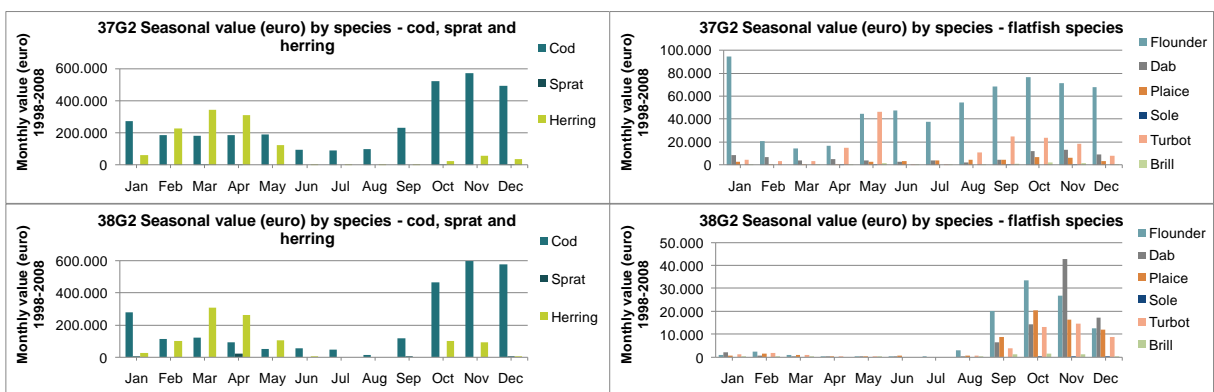 37G2 Seasonal value (euro) by species - cod, sprat and
herring
Monthly value (euro)
1998-2008
600.000
400.000
200.000
0
Jan Feb Mar Apr May Jun Jul Aug Sep Oct Nov Dec
Cod
Sprat
Herring
37G2 Seasonal value (euro) by species - flatfish species
Monthly value (euro)
1998-2008
100.000
80.000
60.000
40.000
20.000
0
Jan Feb Mar Apr May Jun Jul Aug Sep Oct Nov Dec
Flounder
Dab
Plaice
Sole
Turbot
Brill
38G2 Seasonal value (euro) by species - cod, sprat and
herring
Monthly value (euro)
1998-2008
600.000
400.000
200.000
0
Jan Feb Mar Apr May Jun Jul Aug Sep Oct Nov Dec
Cod
Sprat
Herring
38G2 Seasonal value (euro) by species - flatfish species
Monthly value (euro)
1998-2008
50.000
40.000
30.000
20.000
10.000
0
Jan Feb Mar Apr May Jun Jul Aug Sep Oct Nov Dec
Flounder
Dab
Plaice
Sole
Turbot
Brill